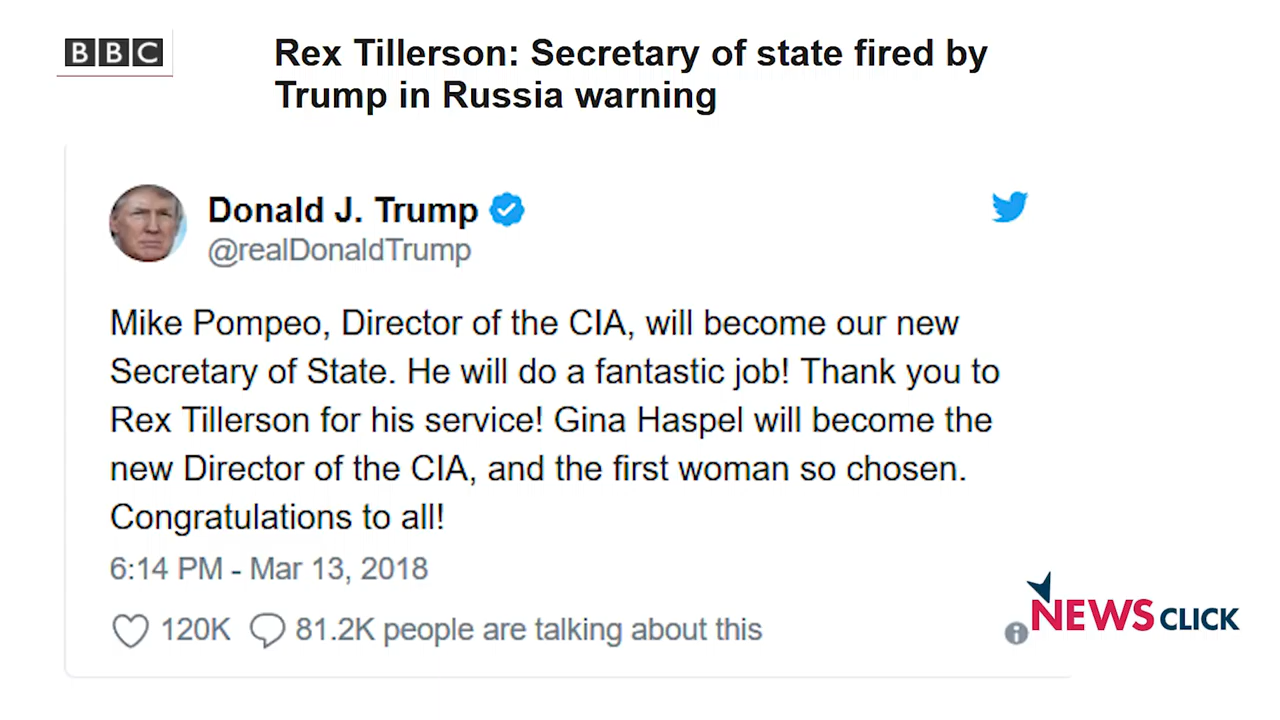 BBC
Rex Tillerson: Secretary of state fired by
Trump in Russia warning
Donald J. Trump
@realDonaldTrump
Mike Pompeo, Director of the CIA, will become our new
Secretary of State. He will do a fantastic job! Thank you to
Rex Tillerson for his service! Gina Haspel will become the
new Director of the CIA, and the first woman so chosen.
Congratulations to all!
6:14 PM - Mar 13, 2018
120K 81.2K people are talking about this
NEWSCLICK